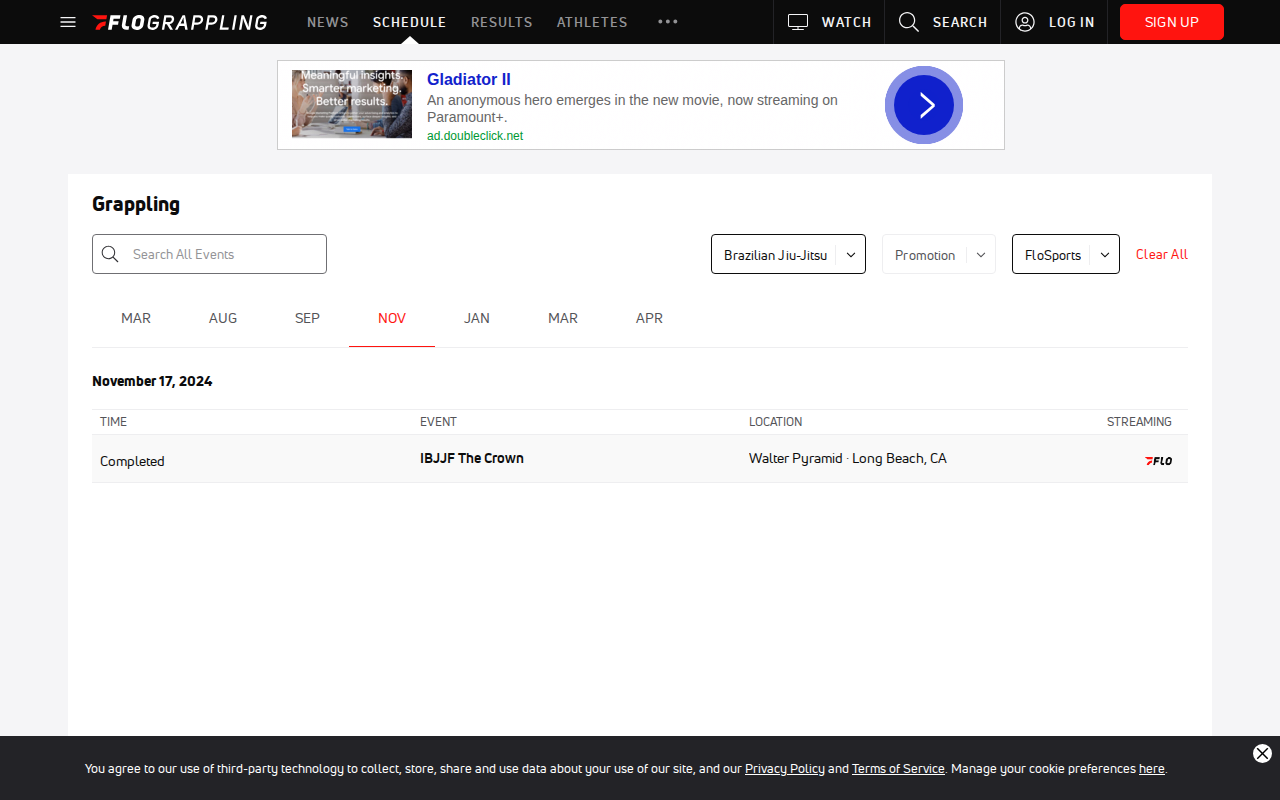 FLOGRAPPLING NEWS SCHEDULE RESULTS ATHLETES WATCH SEARCH LOG IN SIGN UP
Meaningful insights.
Smarter marketing.
Better results.
Gladiator II
An anonymous hero emerges in the new movie, now streaming on
Paramount+.
ad.doubleclick.net
Grappling
Search All Events Brazilian Jiu-Jitsu Promotion FloSports Clear All
MAR AUG SEP NOV JAN MAR APR
November 17, 2024
TIME EVENT LOCATION STREAMING
Completed IBJJF The Crown Walter Pyramid · Long Beach, CA FLO
You agree to our use of third-party technology to collect, store, share and use data about your use of our site, and our Privacy Policy and Terms of Service. Manage your cookie preferences here.